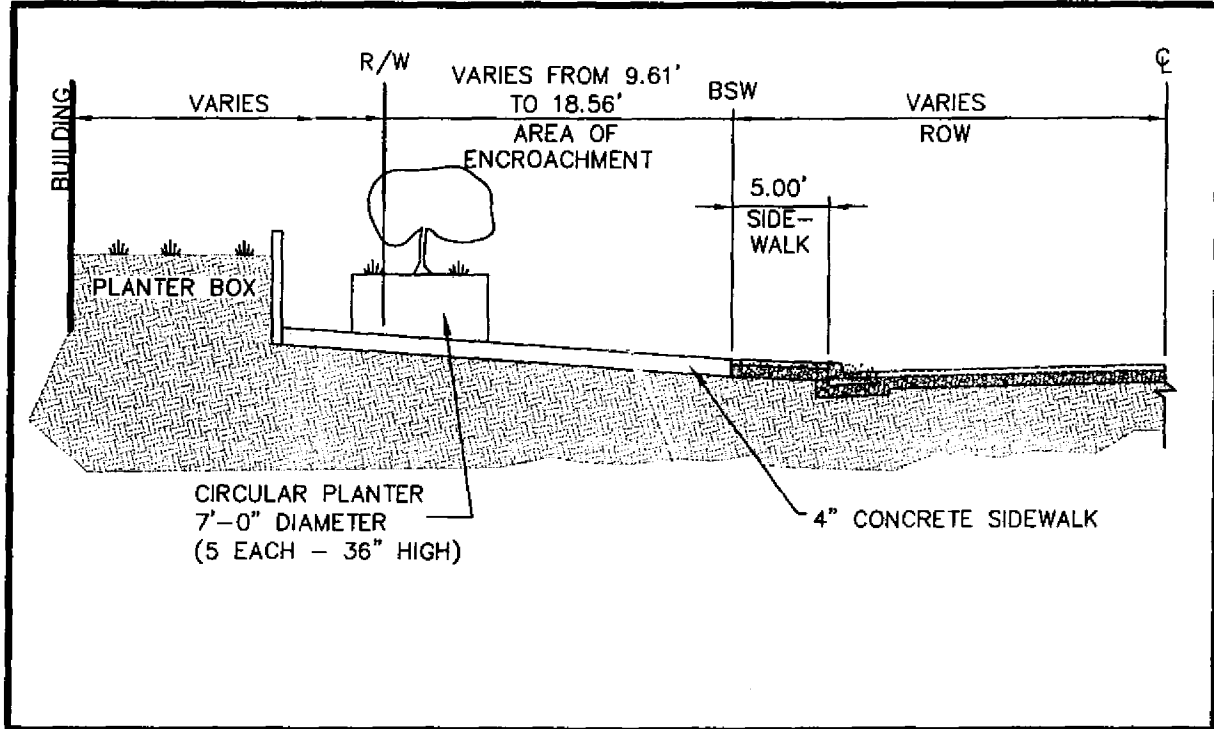 R/W
VARIES FROM 9.61'
TO 18.56'
AREA OF
ENCROACHMENT
BSW
℄
BUILDING
VARIES
VARIES
ROW
5.00'
SIDE-
WALK
PLANTER BOX
CIRCULAR PLANTER
7'-0" DIAMETER
(5 EACH - 36" HIGH)
4" CONCRETE SIDEWALK